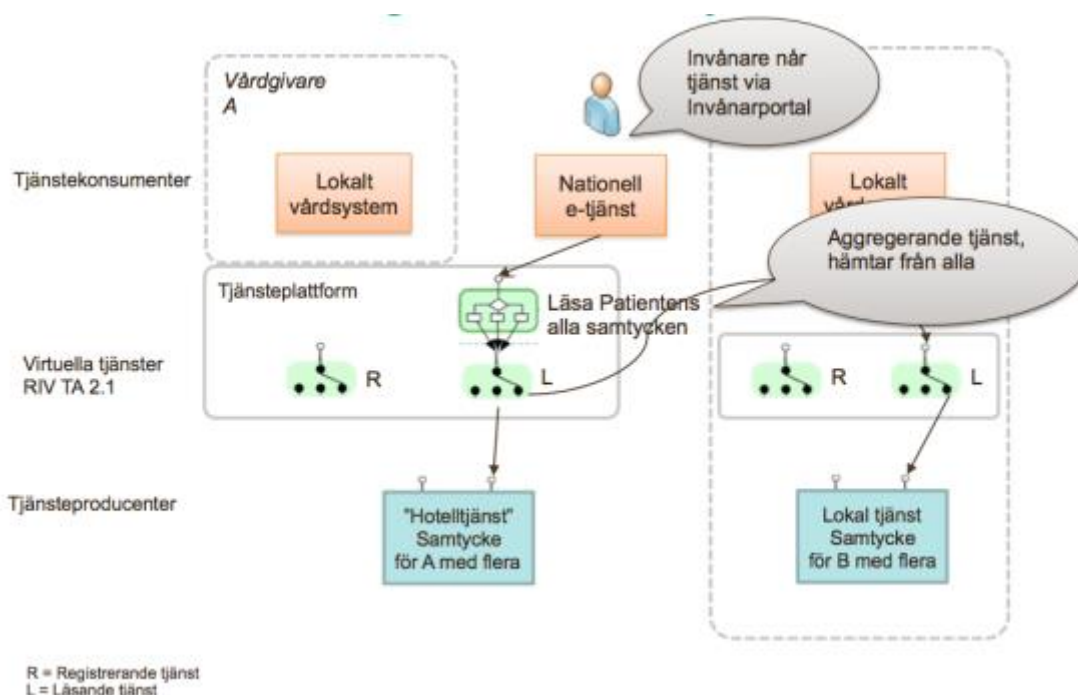 Vårdgivare
A
Invånare når
tjänst via
Invånarportal
Tjänstekonsumenter
Lokalt
vårdsystem
Nationell
e-tjänst
Lokalt
Aggregerande tjänst,
hämtar från alla
Tjänsteplattform
Läsa Patientens
alla samtycken
Virtuella tjänster
RIV TA 2.1
R
L
R
L
Tjänsteproducenter
"Hotelltjänst"
Samtycke
för A med flera
Lokal tjänst
Samtycke
för B med flera
R = Registrerande tjänst
L = Läsande tjänst